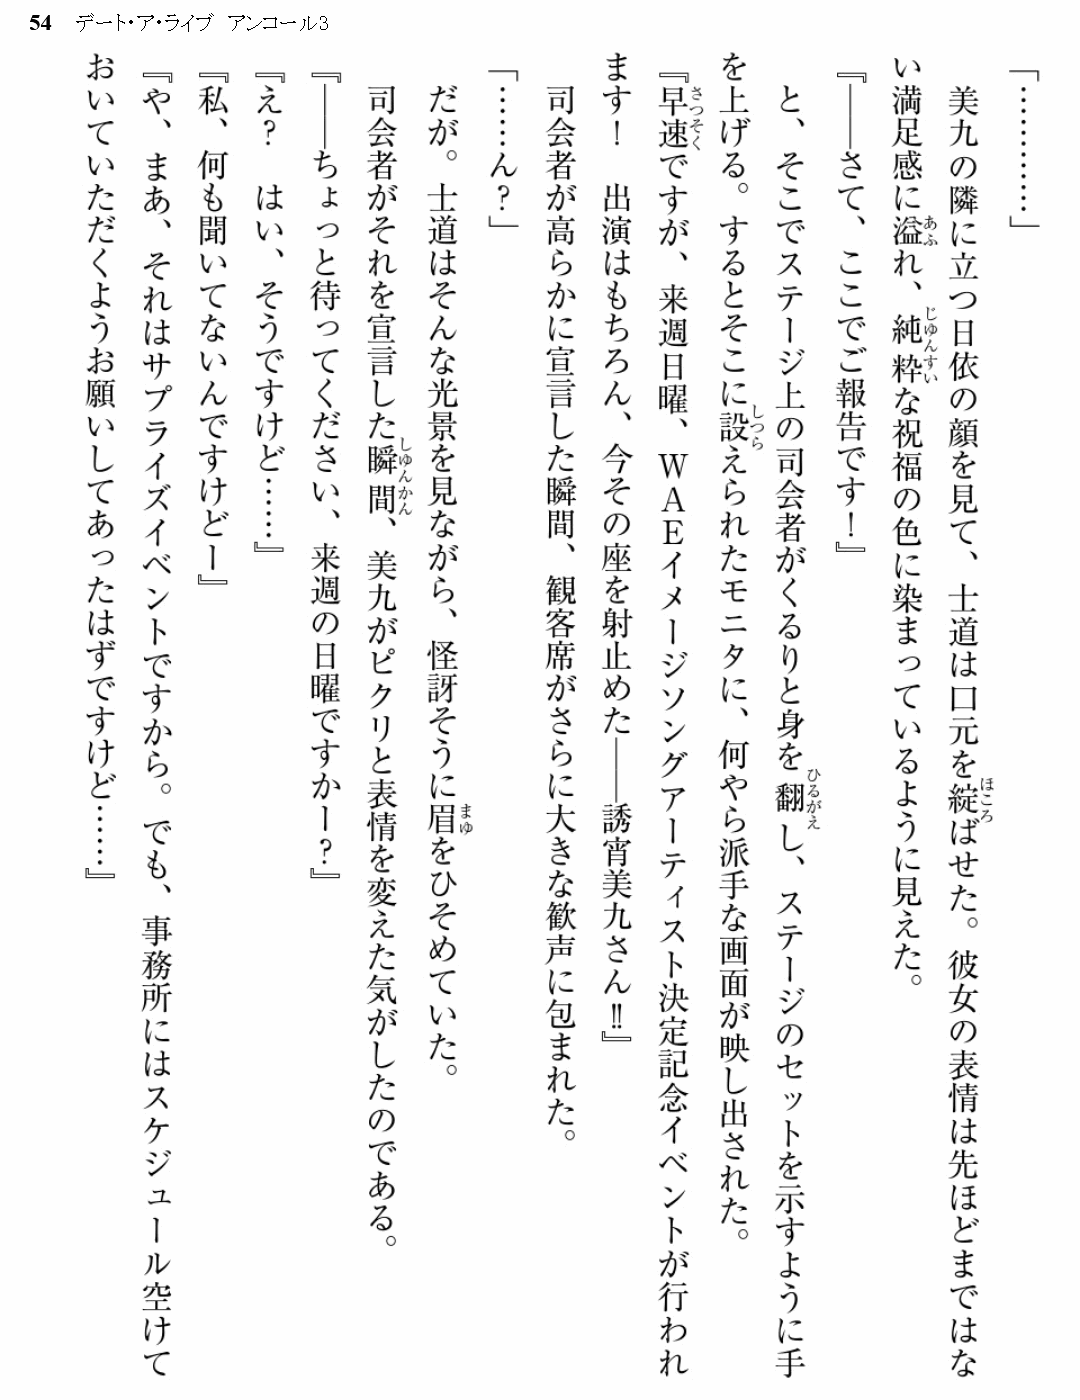 54 デート・ア・ライブ アンコール3
「…………」
　美九の隣に立つ日依の顔を見て、士道は口元を綻ばせた。彼女の表情は先ほどまではな
い満足感に溢れ、純粋な祝福の色に染まっているように見えた。
『――さて、ここでご報告です！』
　と、そこでステージ上の司会者がくるりと身を翻し、ステージのセットを示すように手
を上げる。するとそこに設えられたモニタに、何やら派手な画面が映し出された。
『早速ですが、来週日曜、ＷＡＥイメージソングアーティスト決定記念イベントが行われ
ます！　出演はもちろん、今その座を射止めた――誘宵美九さん‼』
　司会者が高らかに宣言した瞬間、観客席がさらに大きな歓声に包まれた。
「……ん？」
　だが。士道はそんな光景を見ながら、怪訝そうに眉をひそめていた。
　司会者がそれを宣言した瞬間、美九がピクリと表情を変えた気がしたのである。
『――ちょっと待ってください、来週の日曜ですかー？』
『え？　はい、そうですけど……』
『私、何も聞いてないんですけどー』
『や、まあ、それはサプライズイベントですから。でも、事務所にはスケジュール空けて
おいていただくようお願いしてあったはずですけど……』